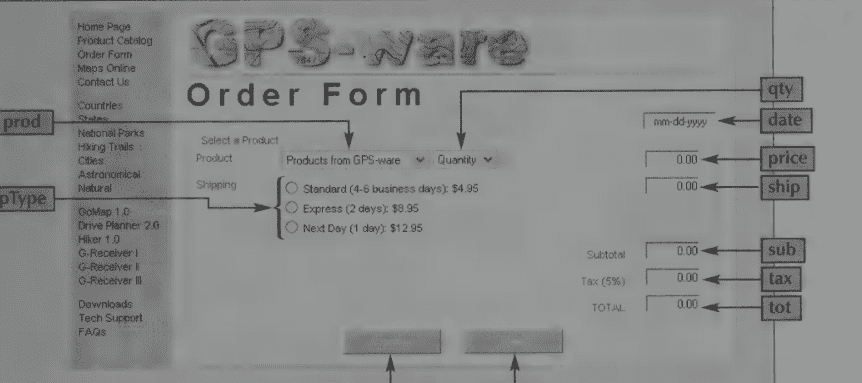 Home Page
Product Catalog
Order Form
Maps Online
Contact Us
Countries
States
National Parks
Hiking Trails
Cities
Astronomical
Natural
GoMap 1.0
Drive Planner 2.0
Hiker 1.0
G-Receiver I
G-Receiver II
G-Receiver III
Downloads
Tech Support
FAQs
prod
pType
GPS-ware
Order Form
Select a Product
Product
Products from GPS-ware
Quantity
Shipping
Standard (4-6 business days): $4.95
Express (2 days): $8.95
Next Day (1 day): $12.95
mm-dd-yyyy
0.00
0.00
Subtotal
0.00
Tax (5%)
0.00
TOTAL
0.00
qty
date
price
ship
sub
tax
tot